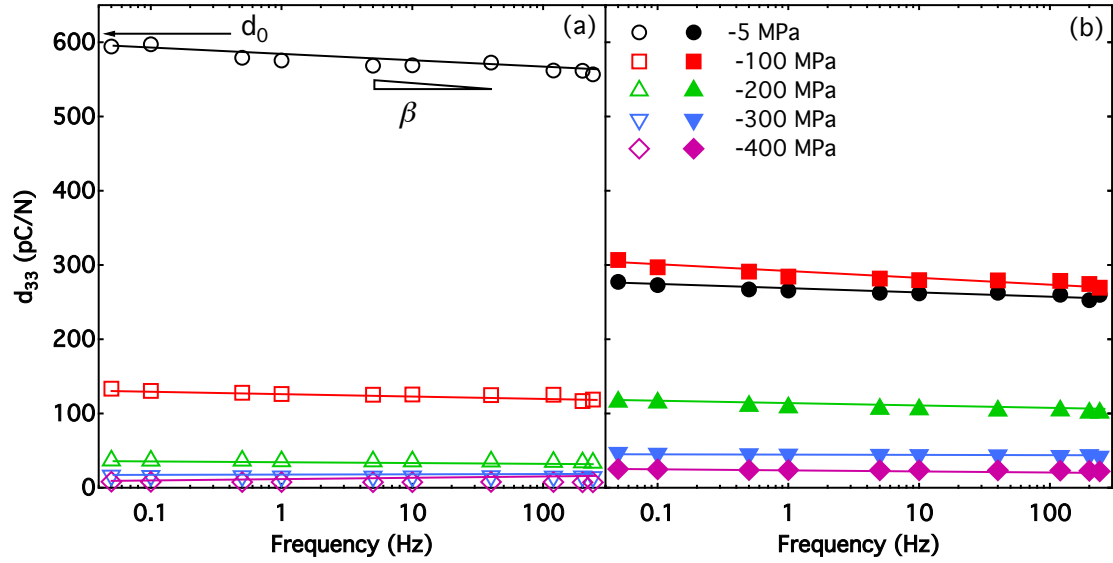 d₀
(a)
β
(b)
-5 MPa
-100 MPa
-200 MPa
-300 MPa
-400 MPa
d₃₃ (pC/N)
600
500
400
300
200
100
0
0.1
1
10
100
0.1
1
10
100
Frequency (Hz)
Frequency (Hz)